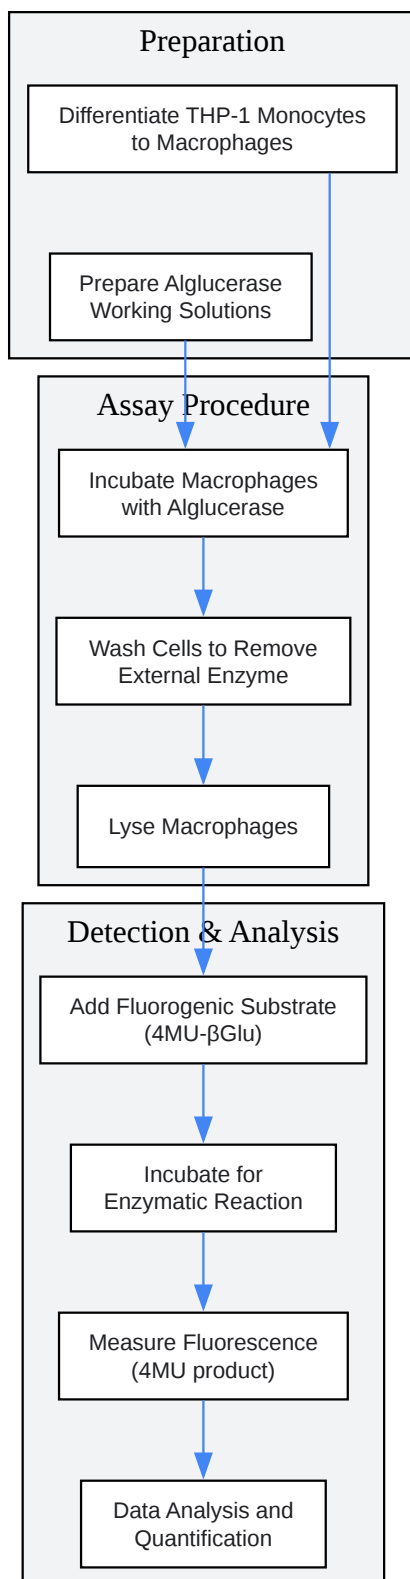 Preparation
Differentiate THP-1 Monocytes
to Macrophages
Prepare Alglucerase
Working Solutions
Assay Procedure
Incubate Macrophages
with Alglucerase
Wash Cells to Remove
External Enzyme
Lyse Macrophages
Detection & Analysis
Add Fluorogenic Substrate
(4MU-βGlu)
Incubate for
Enzymatic Reaction
Measure Fluorescence
(4MU product)
Data Analysis and
Quantification